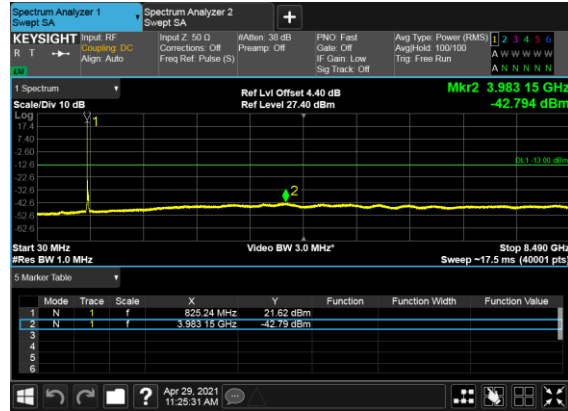 Spectrum Analyzer 1
Swept SA
Spectrum Analyzer 2
Swept SA
+
KEYSIGHT
R T
Input: RF
Coupling: DC
Align: Auto
Input Z: 50 Ω
Corrections: Off
Freq Ref: Pulse (S)
#Atten: 38 dB
Preamp: Off
PNO: Fast
Gate: Off
IF Gain: Low
Sig Track: Off
Avg Type: Power (RMS)
Avg|Hold: 100/100
Trig: Free Run
1 2 3 4 5 6
A W W W W W
A N N N N N
1 Spectrum
Ref Lvl Offset 4.40 dB
Mkr2 3.983 15 GHz
Scale/Div 10 dB
Ref Level 27.40 dBm
-42.794 dBm
Log
17.4
7.40
-2.60
-12.6
-22.6
-32.6
-42.6
-52.6
-62.6
1
2
DL1 -13.00 dBm
Start 30 MHz
Video BW 3.0 MHz*
Stop 8.490 GHz
#Res BW 1.0 MHz
Sweep ~17.5 ms (40001 pts)
5 Marker Table
Mode Trace Scale X Y Function Function Width Function Value
1 N 1 f 825.24 MHz 21.62 dBm
2 N 1 f 3.983 15 GHz -42.79 dBm
3
4
5
6
?
Apr 29, 2021
11:25:31 AM